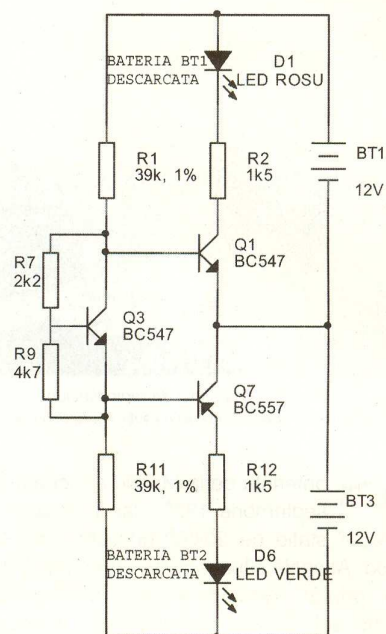 BATERIA BT1
DESCARCATA
D1
LED ROSU
R1
39k, 1%
R2
1k5
BT1
12V
Q1
BC547
R7
2k2
Q3
BC547
R9
4k7
Q7
BC557
R11
39k, 1%
R12
1k5
BT3
12V
BATERIA BT2
DESCARCATA
D6
LED VERDE